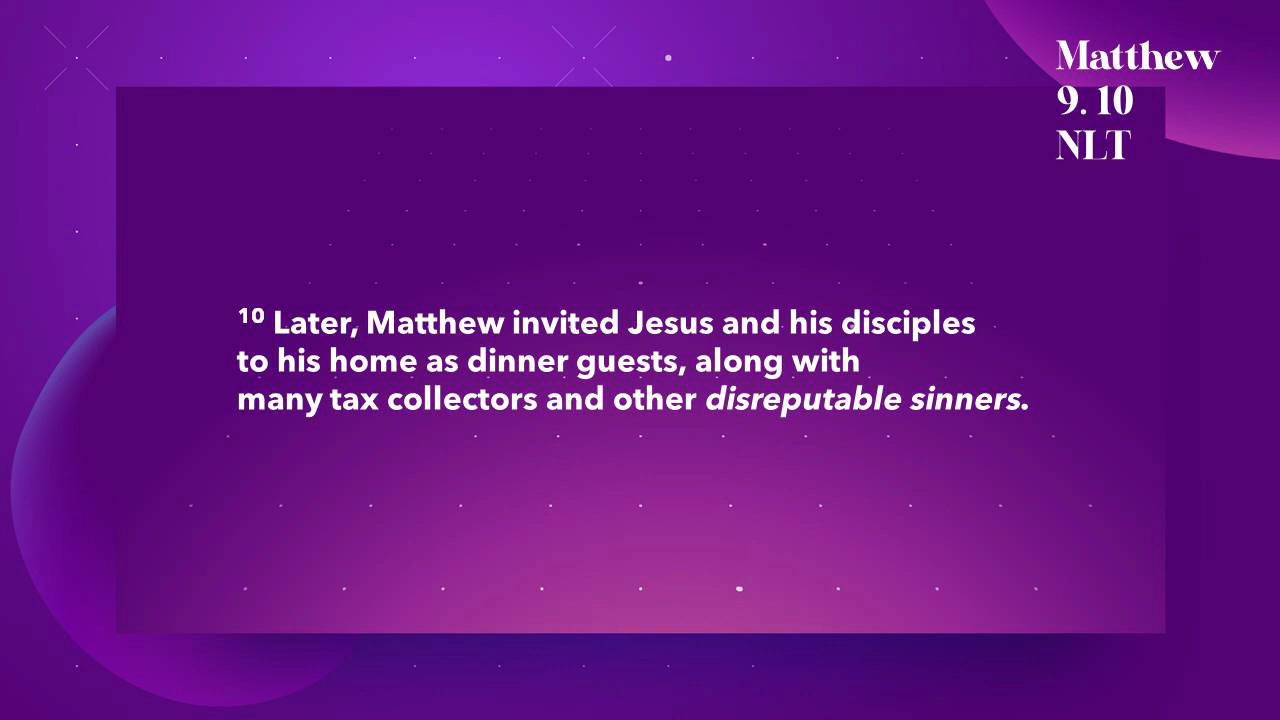 Matthew
9. 10
NLT
¹⁰ Later, Matthew invited Jesus and his disciples
to his home as dinner guests, along with
many tax collectors and other disreputable sinners.